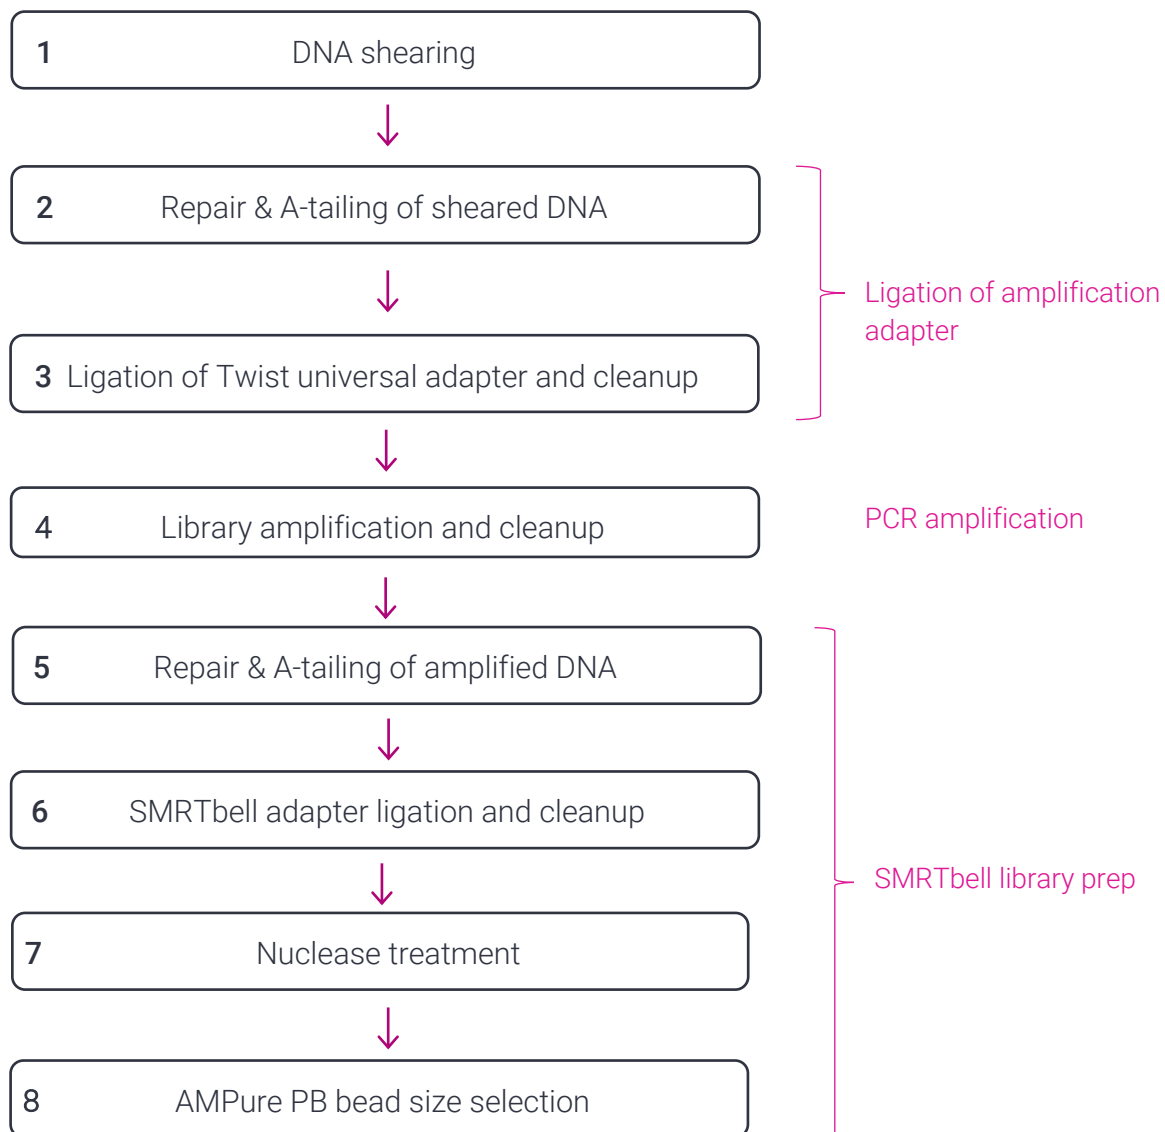 1 DNA shearing
2 Repair & A-tailing of sheared DNA
Ligation of amplification
adapter
3 Ligation of Twist universal adapter and cleanup
4 Library amplification and cleanup
PCR amplification
5 Repair & A-tailing of amplified DNA
6 SMRTbell adapter ligation and cleanup
SMRTbell library prep
7 Nuclease treatment
8 AMPure PB bead size selection